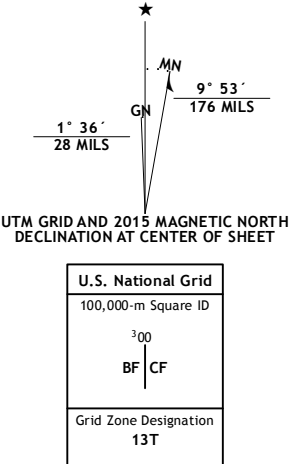 ★
MN
GN
9° 53´
176 MILS
1° 36´
28 MILS
UTM GRID AND 2015 MAGNETIC NORTH
DECLINATION AT CENTER OF SHEET
U.S. National Grid
100,000-m Square ID
³00
BF CF
Grid Zone Designation
13T